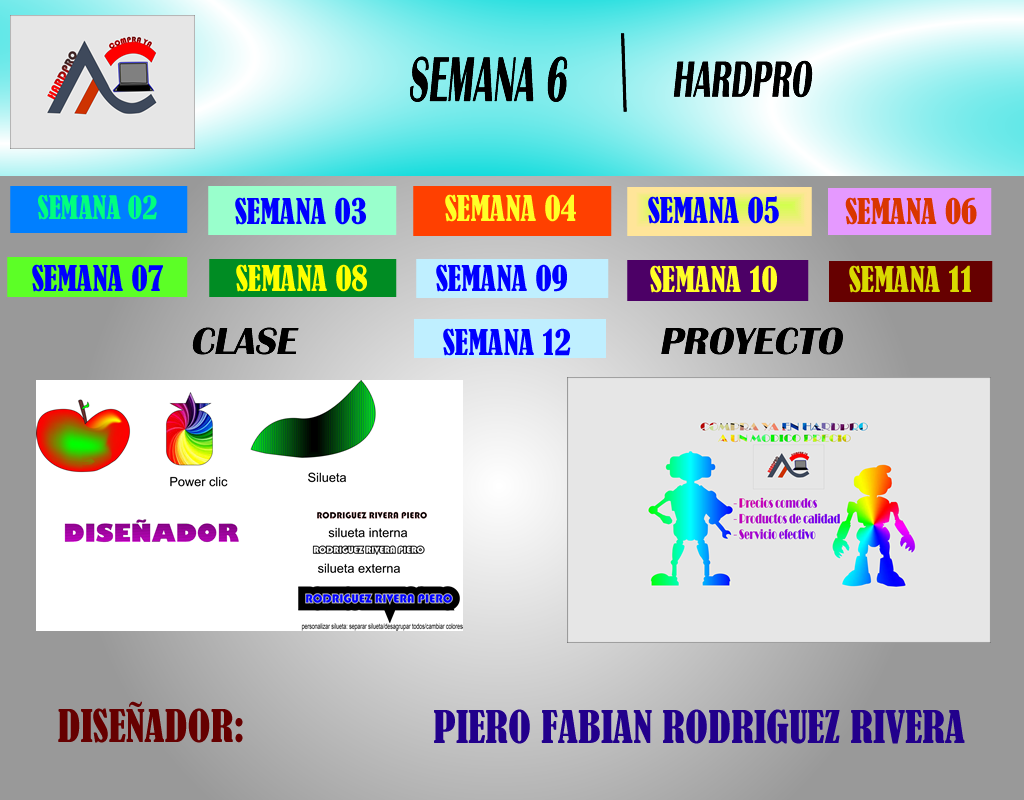 HARDPRO
COMPRA YA
SEMANA 6
HARDPRO
SEMANA 02
SEMANA 03
SEMANA 04
SEMANA 05
SEMANA 06
SEMANA 07
SEMANA 08
SEMANA 09
SEMANA 10
SEMANA 11
CLASE
SEMANA 12
PROYECTO
Power clic
Silueta
DISEÑADOR
RODRIGUEZ RIVERA PIERO
silueta interna
RODRIGUEZ RIVERA PIERO
silueta externa
RODRIGUEZ RIVERA PIERO
personalizar silueta: separar silueta/desagrupar todos/cambiar colores
COMPRA YA EN HARDPRO
A UN MODICO PRECIO
- Precios comodos
- Productos de calidad
- Servicio efectivo
DISEÑADOR:
PIERO FABIAN RODRIGUEZ RIVERA